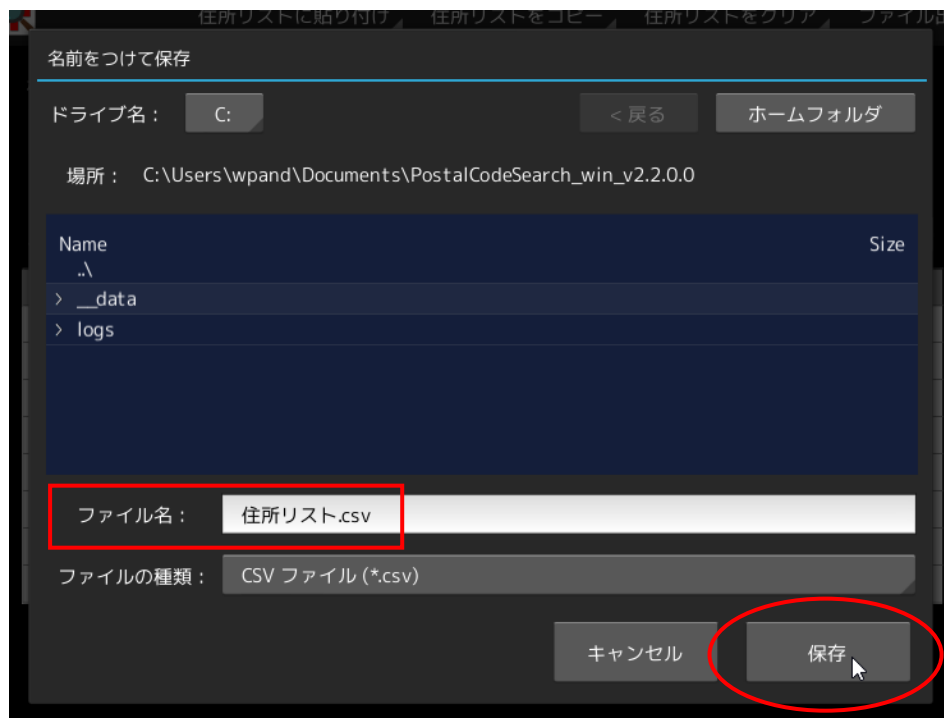 住所リストに貼り付け 住所リストをコピー 住所リストをクリア ファイル
名前をつけて保存
ドライブ名： C: < 戻る ホームフォルダ
場所： C:\Users\wpand\Documents\PostalCodeSearch_win_v2.2.0.0
Name Size
..\
> __data
> logs
ファイル名： 住所リスト.csv
ファイルの種類： CSV ファイル (*.csv)
キャンセル 保存